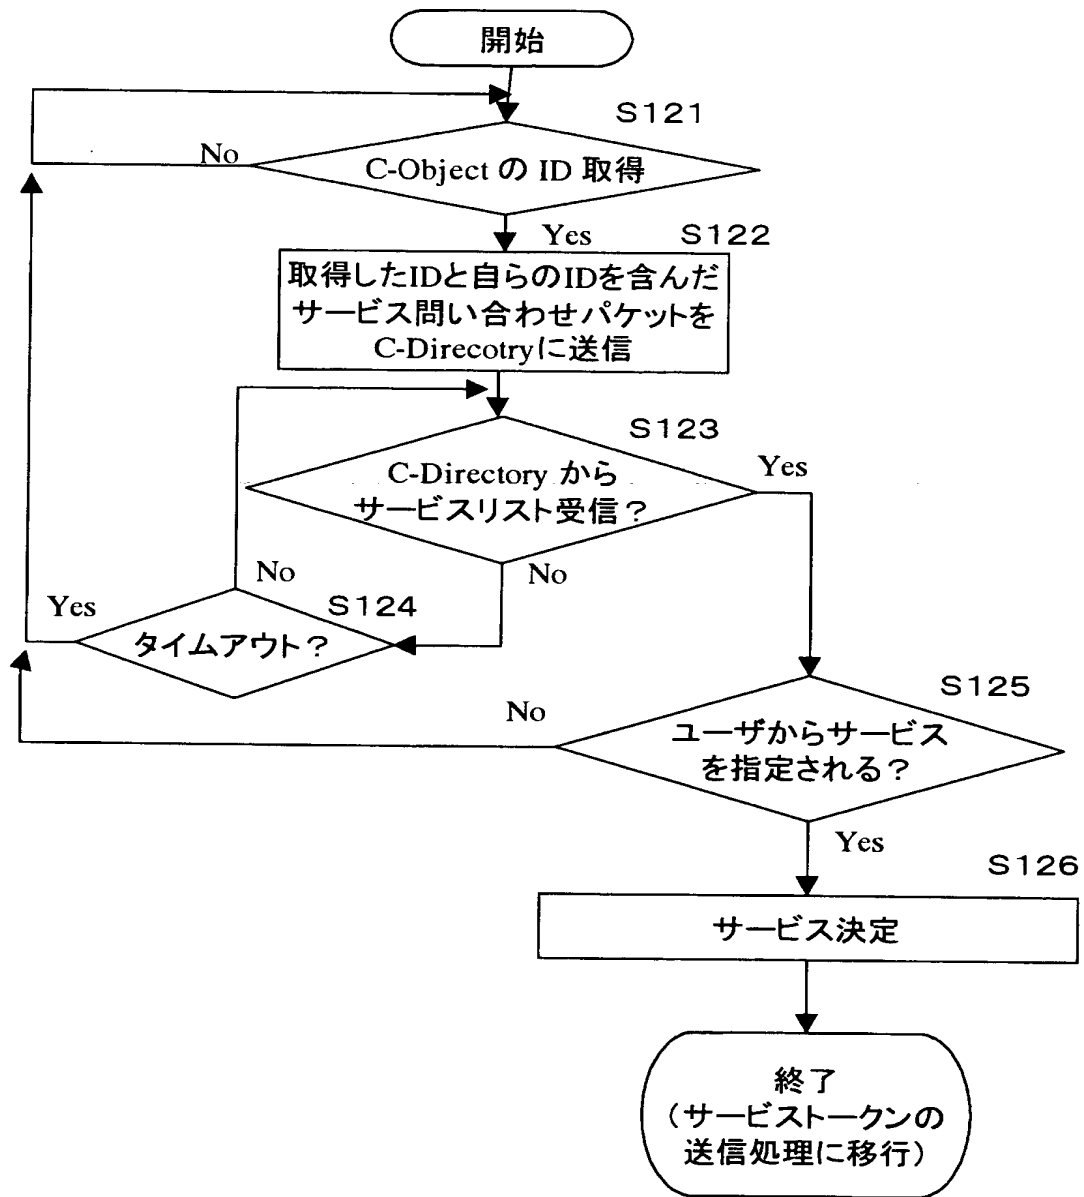 開始
S121
No
C-Object の ID 取得
Yes
S122
取得したIDと自らのIDを含んだ
サービス問い合わせパケットを
C-Direcotryに送信
S123
C-Directory から
サービスリスト受信？
Yes
No
No
S124
Yes
タイムアウト？
S125
No
ユーザからサービス
を指定される？
Yes
S126
サービス決定
終了
（サービストークンの
送信処理に移行）